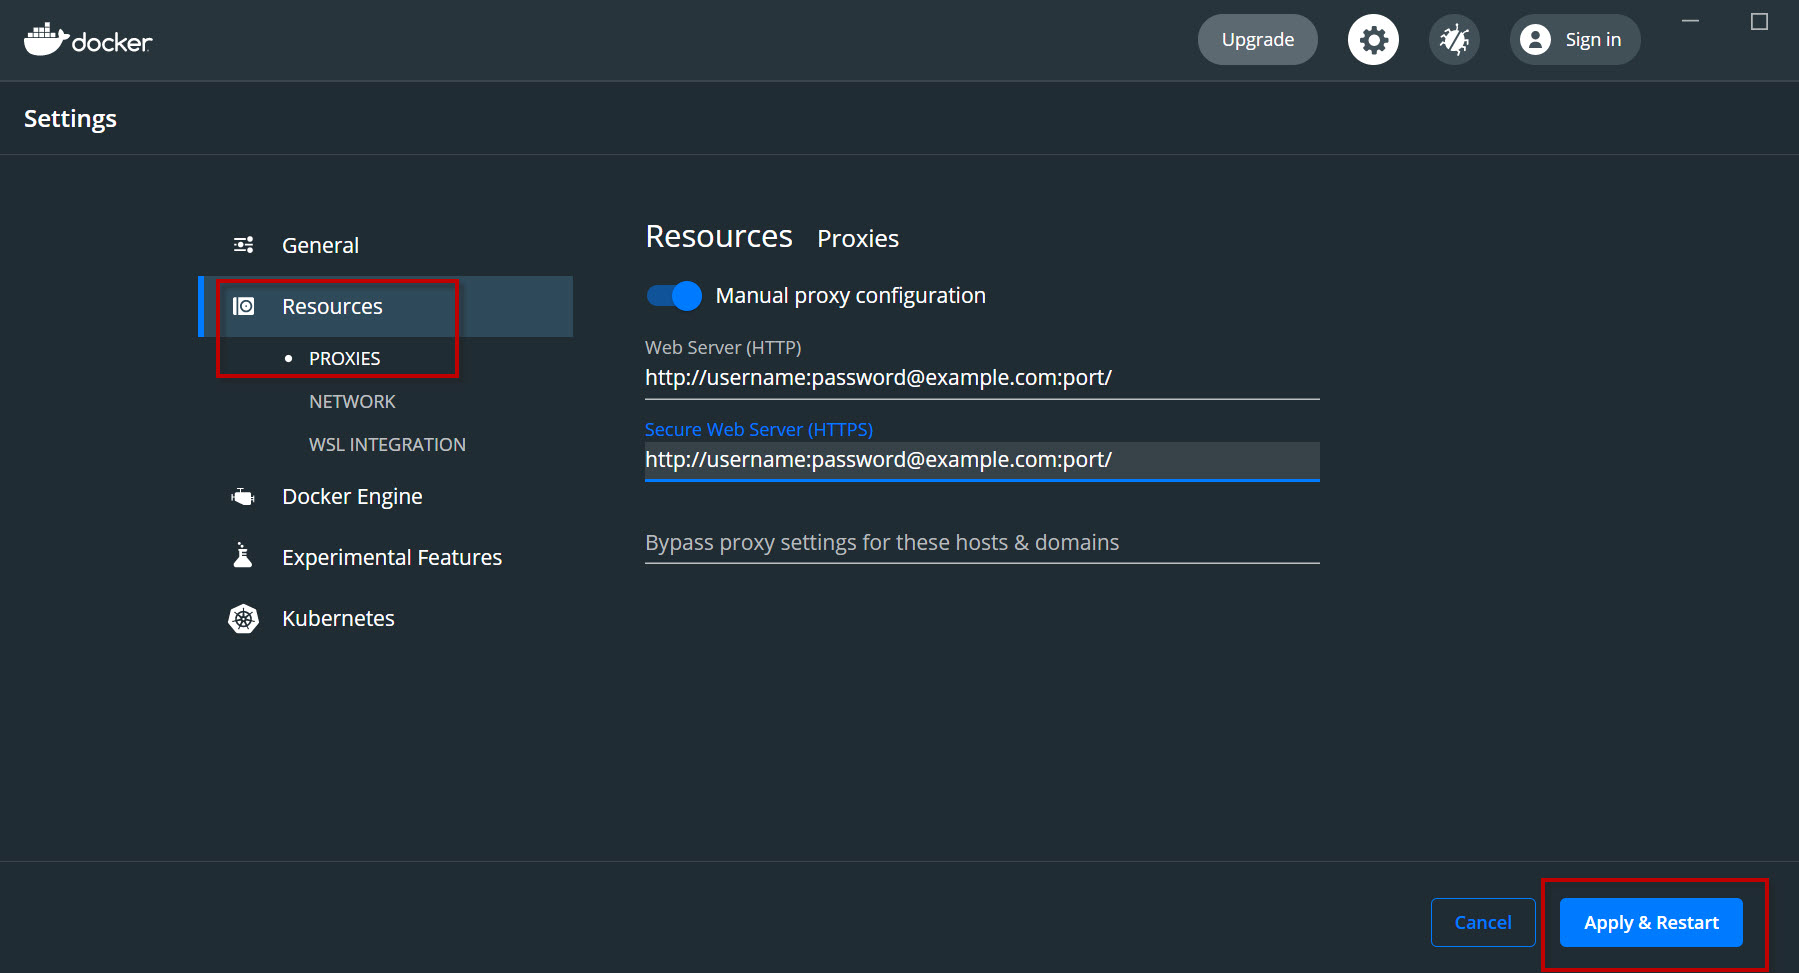 docker
Upgrade
Sign in
Settings
General
Resources
PROXIES
NETWORK
WSL INTEGRATION
Docker Engine
Experimental Features
Kubernetes
Resources Proxies
Manual proxy configuration
Web Server (HTTP)
http://username:password@example.com:port/
Secure Web Server (HTTPS)
http://username:password@example.com:port/
Bypass proxy settings for these hosts & domains
Cancel
Apply & Restart